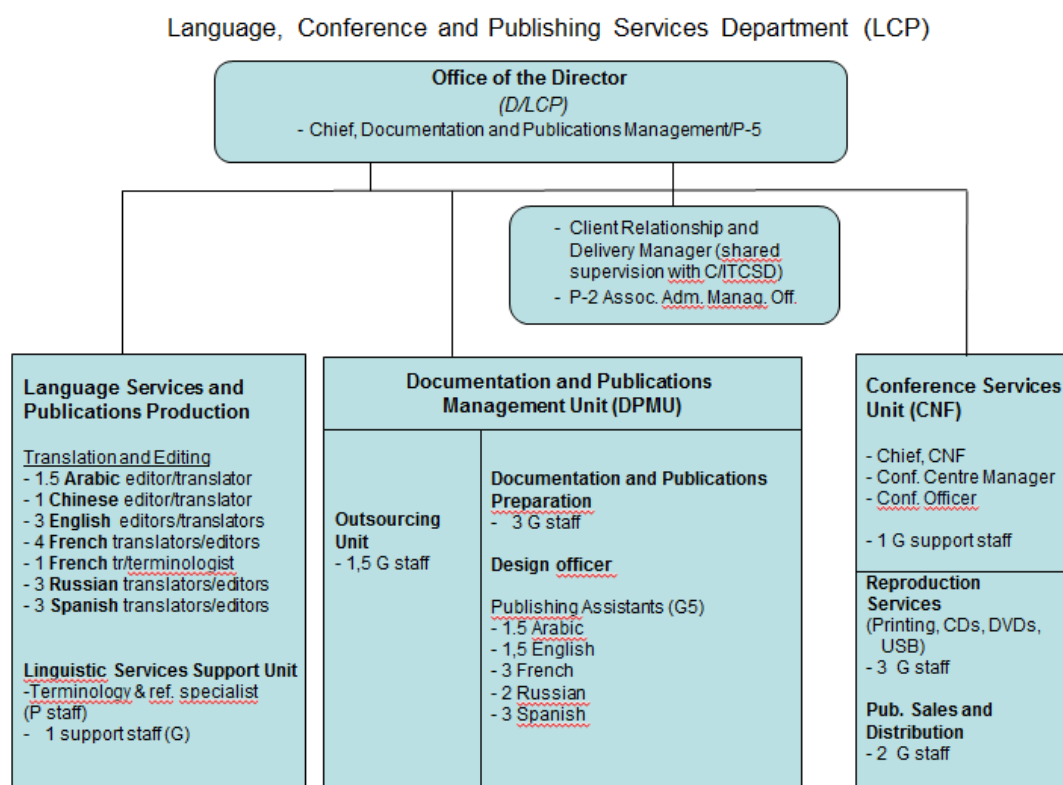 Language, Conference and Publishing Services Department (LCP)
Office of the Director
(D/LCP)
- Chief, Documentation and Publications Management/P-5
- Client Relationship and
Delivery Manager (shared
supervision with C/ITCSD)
- P-2 Assoc. Adm. Manag. Off.
Language Services and
Publications Production
Translation and Editing
- 1.5 Arabic editor/translator
- 1 Chinese editor/translator
- 3 English editors/translators
- 4 French translators/editors
- 1 French tr/terminologist
- 3 Russian translators/editors
- 3 Spanish translators/editors
Linguistic Services Support Unit
-Terminology & ref. specialist
(P staff)
- 1 support staff (G)
Documentation and Publications
Management Unit (DPMU)
Outsourcing
Unit
- 1,5 G staff
Documentation and Publications
Preparation
- 3 G staff
Design officer
Publishing Assistants (G5)
- 1.5 Arabic
- 1,5 English
- 3 French
- 2 Russian
- 3 Spanish
Conference Services
Unit (CNF)
- Chief, CNF
- Conf. Centre Manager
- Conf. Officer
- 1 G support staff
Reproduction
Services
(Printing, CDs, DVDs,
USB)
- 3 G staff
Pub. Sales and
Distribution
- 2 G staff